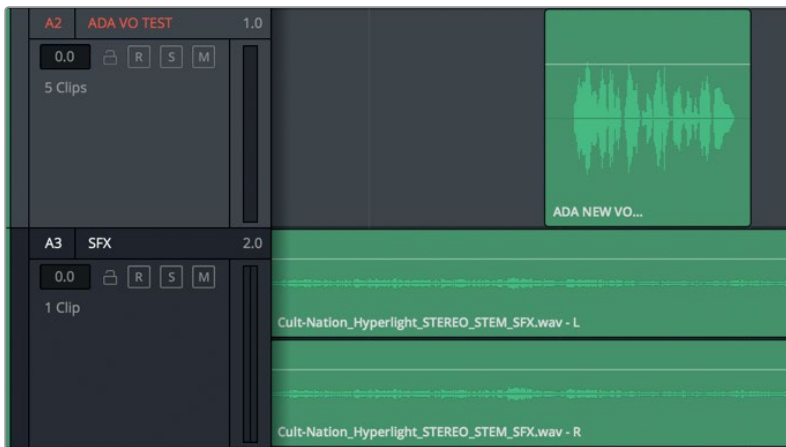 A2 ADA VO TEST 1.0
0.0 R S M
5 Clips
ADA NEW VO...
A3 SFX 2.0
0.0 R S M
1 Clip
Cult-Nation_Hyperlight_STEREO_STEM_SFX.wav - L
Cult-Nation_Hyperlight_STEREO_STEM_SFX.wav - R